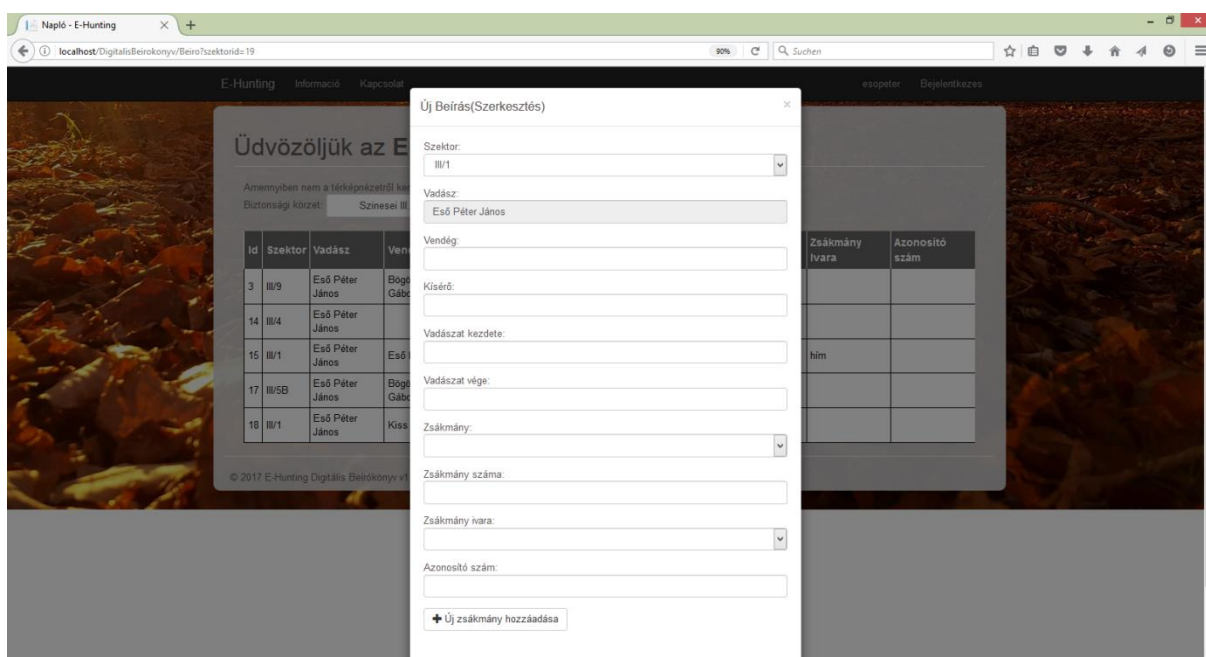 Napló - E-Hunting
localhost/DigitalisBeirokonyv/Beiro?szektorid=19
90%
Suchen
E-Hunting Információ Kapcsolat
esopeter Bejelentkezes
Üdvözöljük az E
Amennyiben nem a térképnézetről
Biztonsági körzet: Szinesei III.
Id Szektor Vadász Zsákmány Ivara Azonosító szám
3 III/9 Eső Péter János
14 III/4 Eső Péter János
15 III/1 Eső Péter János Eső hím
17 III/5B Eső Péter János
18 III/1 Eső Péter János Kiss
© 2017 E-Hunting Digitális Beírókönyv v1
Új Beírás(Szerkesztés)
×
Szektor:
III/1
Vadász:
Eső Péter János
Vendég:
Kísérő:
Vadászat kezdete:
Vadászat vége:
Zsákmány:
Zsákmány száma:
Zsákmány ivara:
Azonosító szám:
Új zsákmány hozzáadása